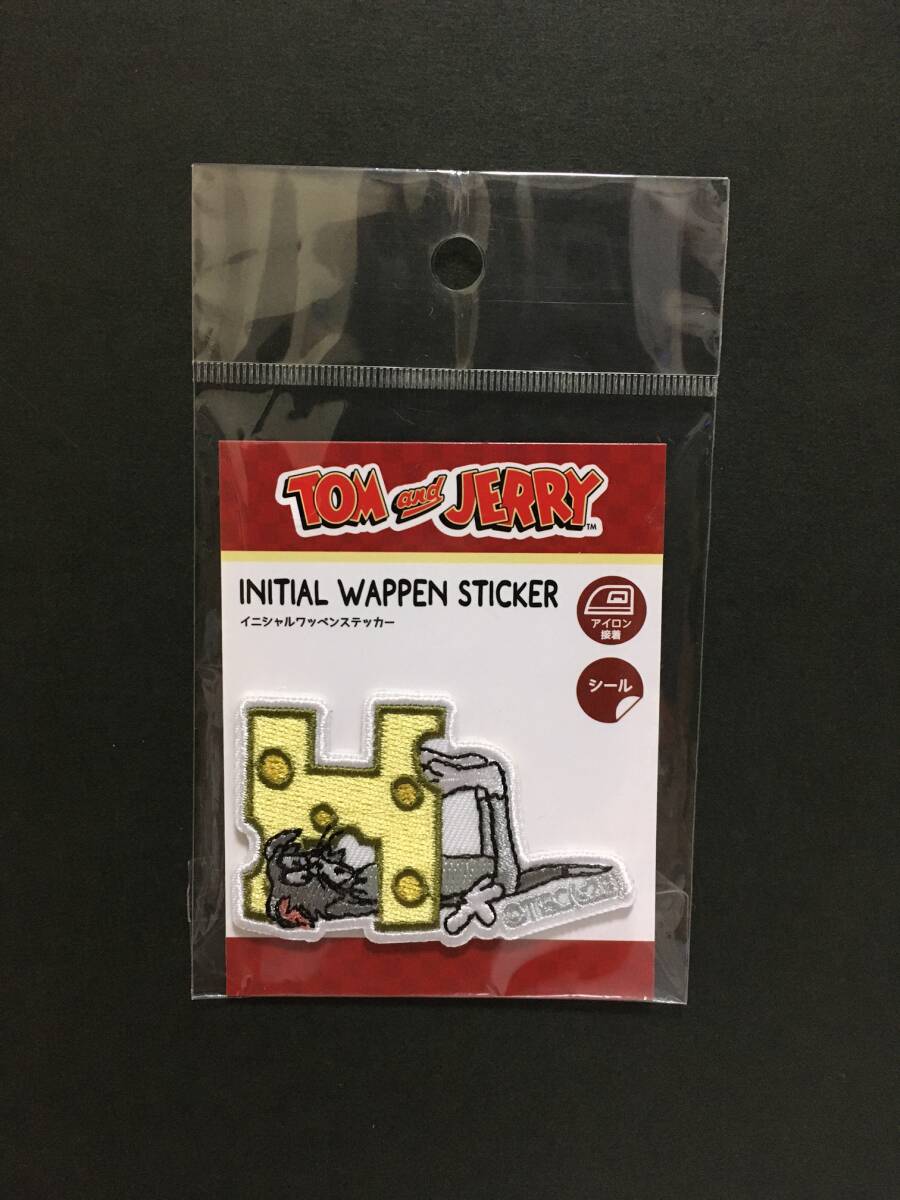 TOM and JERRY™
INITIAL WAPPEN STICKER
イニシャルワッペンステッカー
アイロン
接着
シール
H